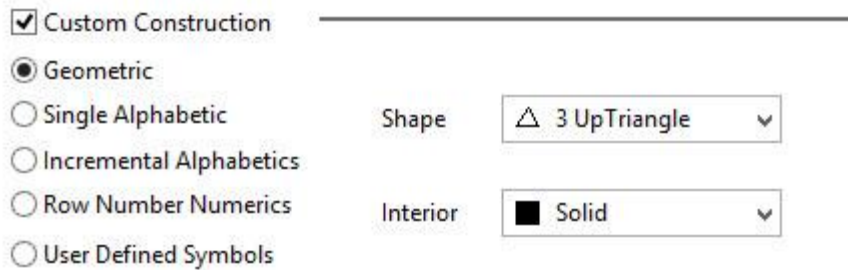 Custom Construction
Geometric
Single Alphabetic
Shape
3 UpTriangle
Incremental Alphabetics
Row Number Numerics
Interior
Solid
User Defined Symbols